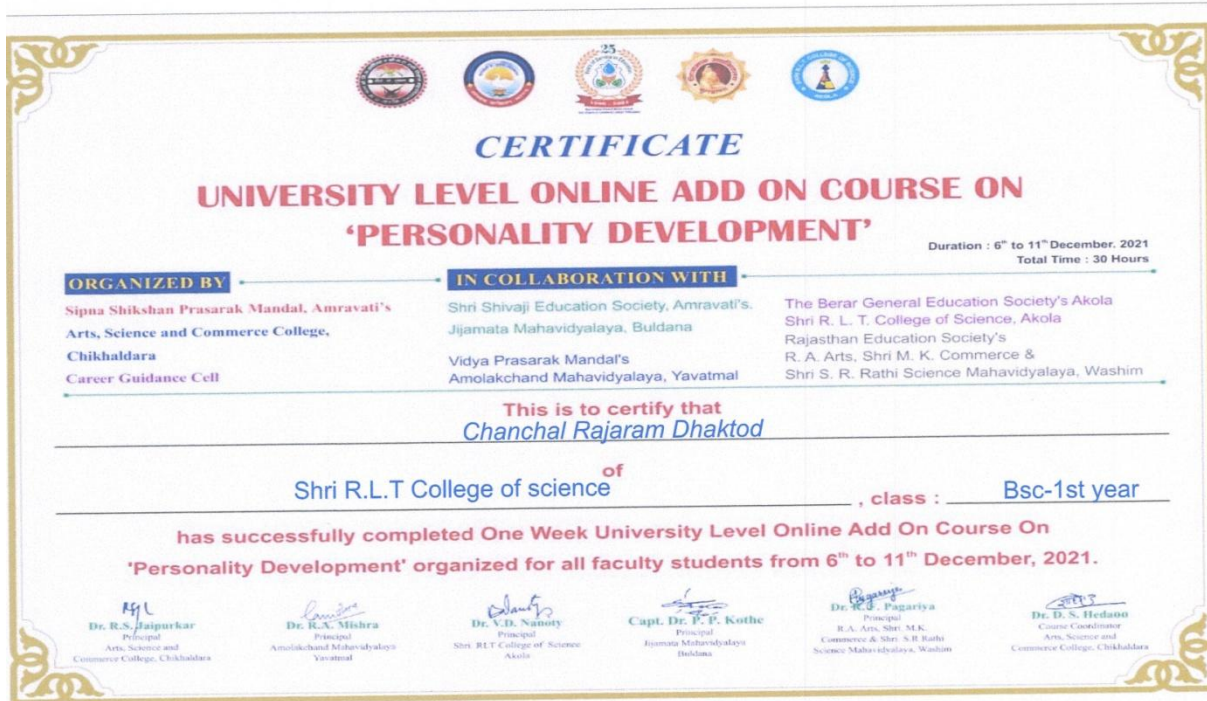 25
CERTIFICATE
UNIVERSITY LEVEL ONLINE ADD ON COURSE ON
‘PERSONALITY DEVELOPMENT’
Duration : 6th to 11th December. 2021
Total Time : 30 Hours
ORGANIZED BY
Sipna Shikshan Prasarak Mandal, Amravati's
Arts, Science and Commerce College,
Chikhaldara
Career Guidance Cell
IN COLLABORATION WITH
Shri Shivaji Education Society, Amravati's.
Jijamata Mahavidyalaya, Buldana
Vidya Prasarak Mandal's
Amolakchand Mahavidyalaya, Yavatmal
The Berar General Education Society's Akola
Shri R. L. T. College of Science, Akola
Rajasthan Education Society's
R. A. Arts, Shri M. K. Commerce &
Shri S. R. Rathi Science Mahavidyalaya, Washim
This is to certify that
Chanchal Rajaram Dhaktod
of
Shri R.L.T College of science , class : Bsc-1st year
has successfully completed One Week University Level Online Add On Course On
'Personality Development' organized for all faculty students from 6th to 11th December, 2021.
Dr. R.S. Jaipurkar
Principal
Arts, Science and
Commerce College, Chikhaldara
Dr. R.A. Mishra
Principal
Amolakchand Mahavidyalaya
Yavatmal
Dr. V.D. Nanoty
Principal
Shri. RLT College of Science
Akola
Capt. Dr. P. P. Kothe
Principal
Jijamata Mahavidyalaya
Buldana
Pagariya
Principal
R.A. Arts, Shri. M.K.
Commerce & Shri. S.R Rathi
Science Mahavidyalaya, Washim
Dr. D. S. Hedaoo
Course Coordinator
Arts, Science and
Commerce College, Chikhaldara